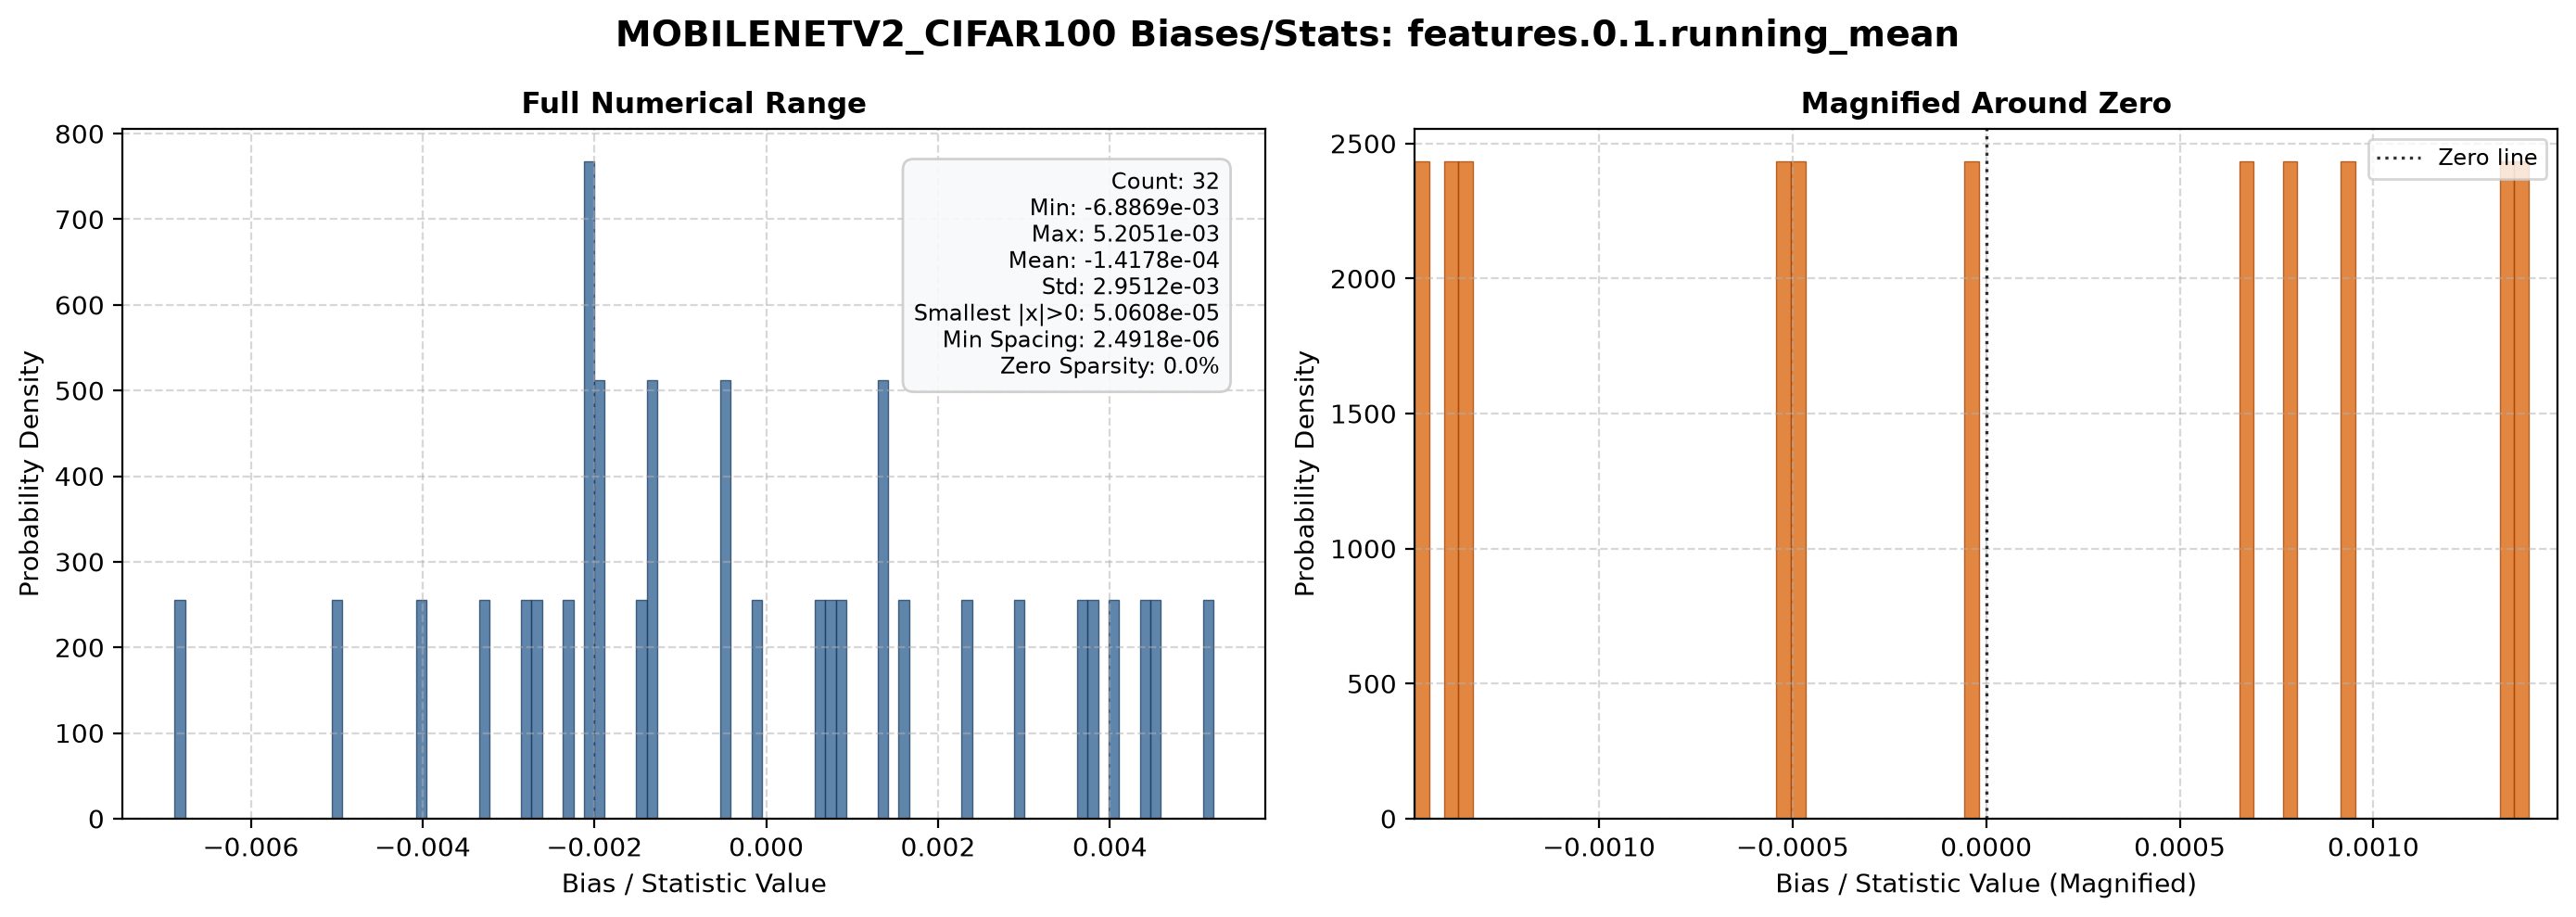 MOBILENETV2_CIFAR100 Biases/Stats: features.0.1.running_mean
Full Numerical Range
800
700
600
500
400
300
200
100
0
Probability Density
Count: 32
Min: -6.8869e-03
Max: 5.2051e-03
Mean: -1.4178e-04
Std: 2.9512e-03
Smallest |x|>0: 5.0608e-05
Min Spacing: 2.4918e-06
Zero Sparsity: 0.0%
−0.006 −0.004 −0.002 0.000 0.002 0.004
Bias / Statistic Value
Magnified Around Zero
2500
2000
1500
1000
500
0
Probability Density
Zero line
−0.0010 −0.0005 0.0000 0.0005 0.0010
Bias / Statistic Value (Magnified)